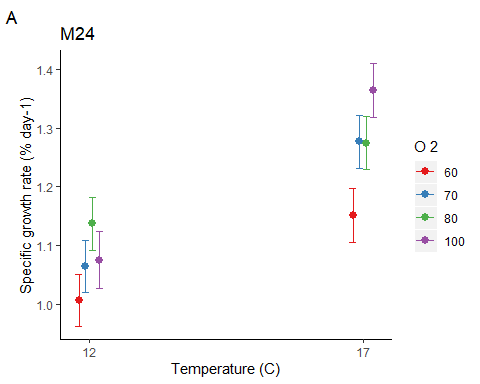 A
M24
Specific growth rate (% day-1)
1.4
1.3
1.2
1.1
1.0
12
17
Temperature (C)
O 2
60
70
80
100